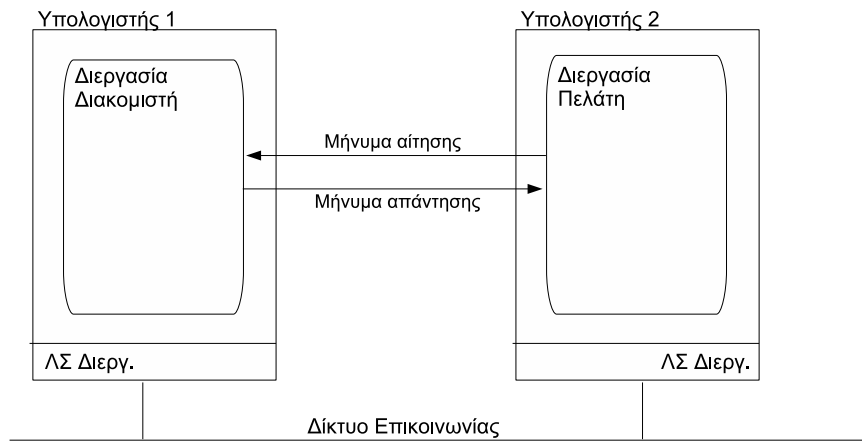 Υπολογιστής 1
Υπολογιστής 2
Διεργασία
Διακομιστή
Διεργασία
Πελάτη
Μήνυμα αίτησης
Μήνυμα απάντησης
ΛΣ Διεργ.
ΛΣ Διεργ.
Δίκτυο Επικοινωνίας